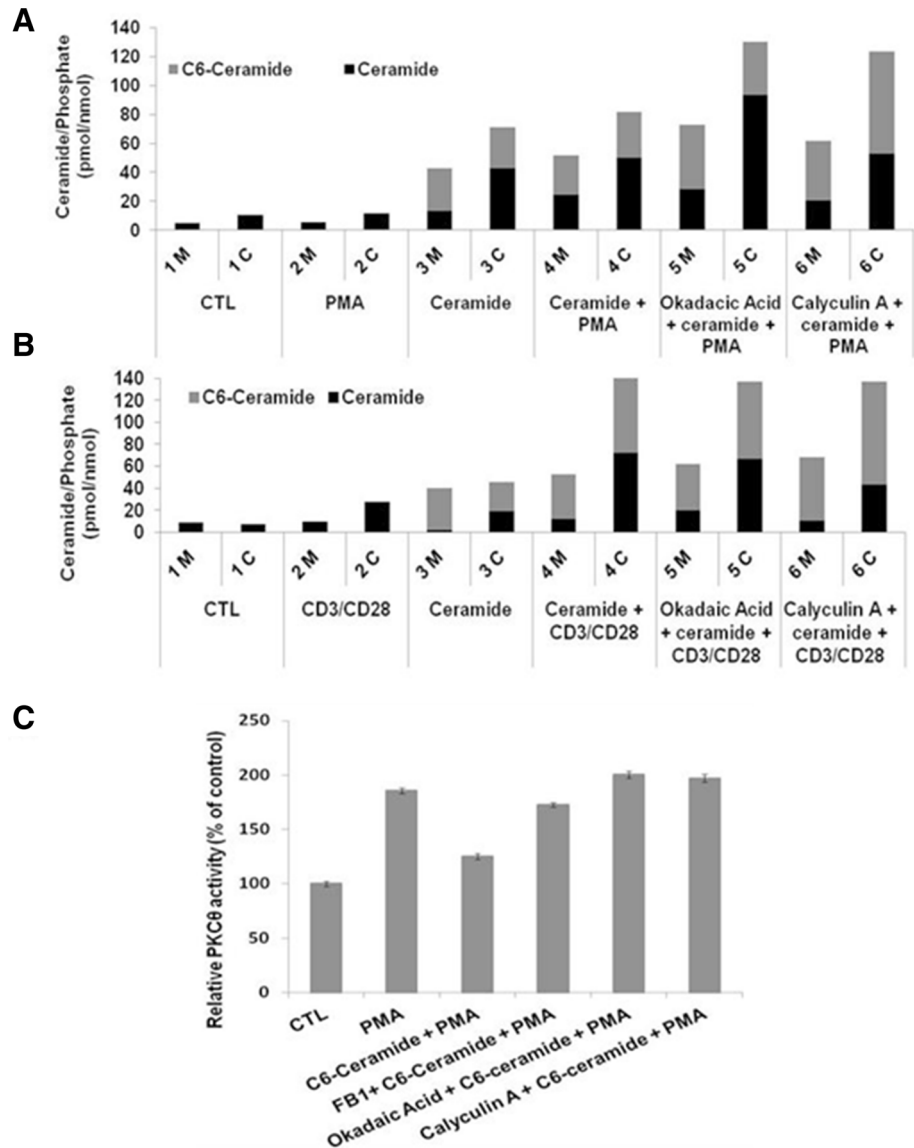 A
140
120
100
80
60
40
20
0
Ceramide/Phosphate
(pmol/nmol)
C6-Ceramide Ceramide
1 M 1 C 2 M 2 C 3 M 3 C 4 M 4 C 5 M 5 C 6 M 6 C
CTL PMA Ceramide Ceramide + Okadacic Acid Calyculin A +
PMA + ceramide + ceramide +
PMA PMA
B
140
120
100
80
60
40
20
0
Ceramide/Phosphate
(pmol/nmol)
C6-Ceramide Ceramide
1 M 1 C 2 M 2 C 3 M 3 C 4 M 4 C 5 M 5 C 6 M 6 C
CTL CD3/CD28 Ceramide Ceramide + Okadaic Acid Calyculin A +
CD3/CD28 + ceramide + ceramide +
CD3/CD28 CD3/CD28
C
250
200
150
100
50
0
Relative PKCθ activity (% of control)
CTL
PMA
C6-Ceramide + PMA
FB1+ C6-Ceramide + PMA
Okadaic Acid + C6-ceramide + PMA
Calyculin A + C6-ceramide + PMA